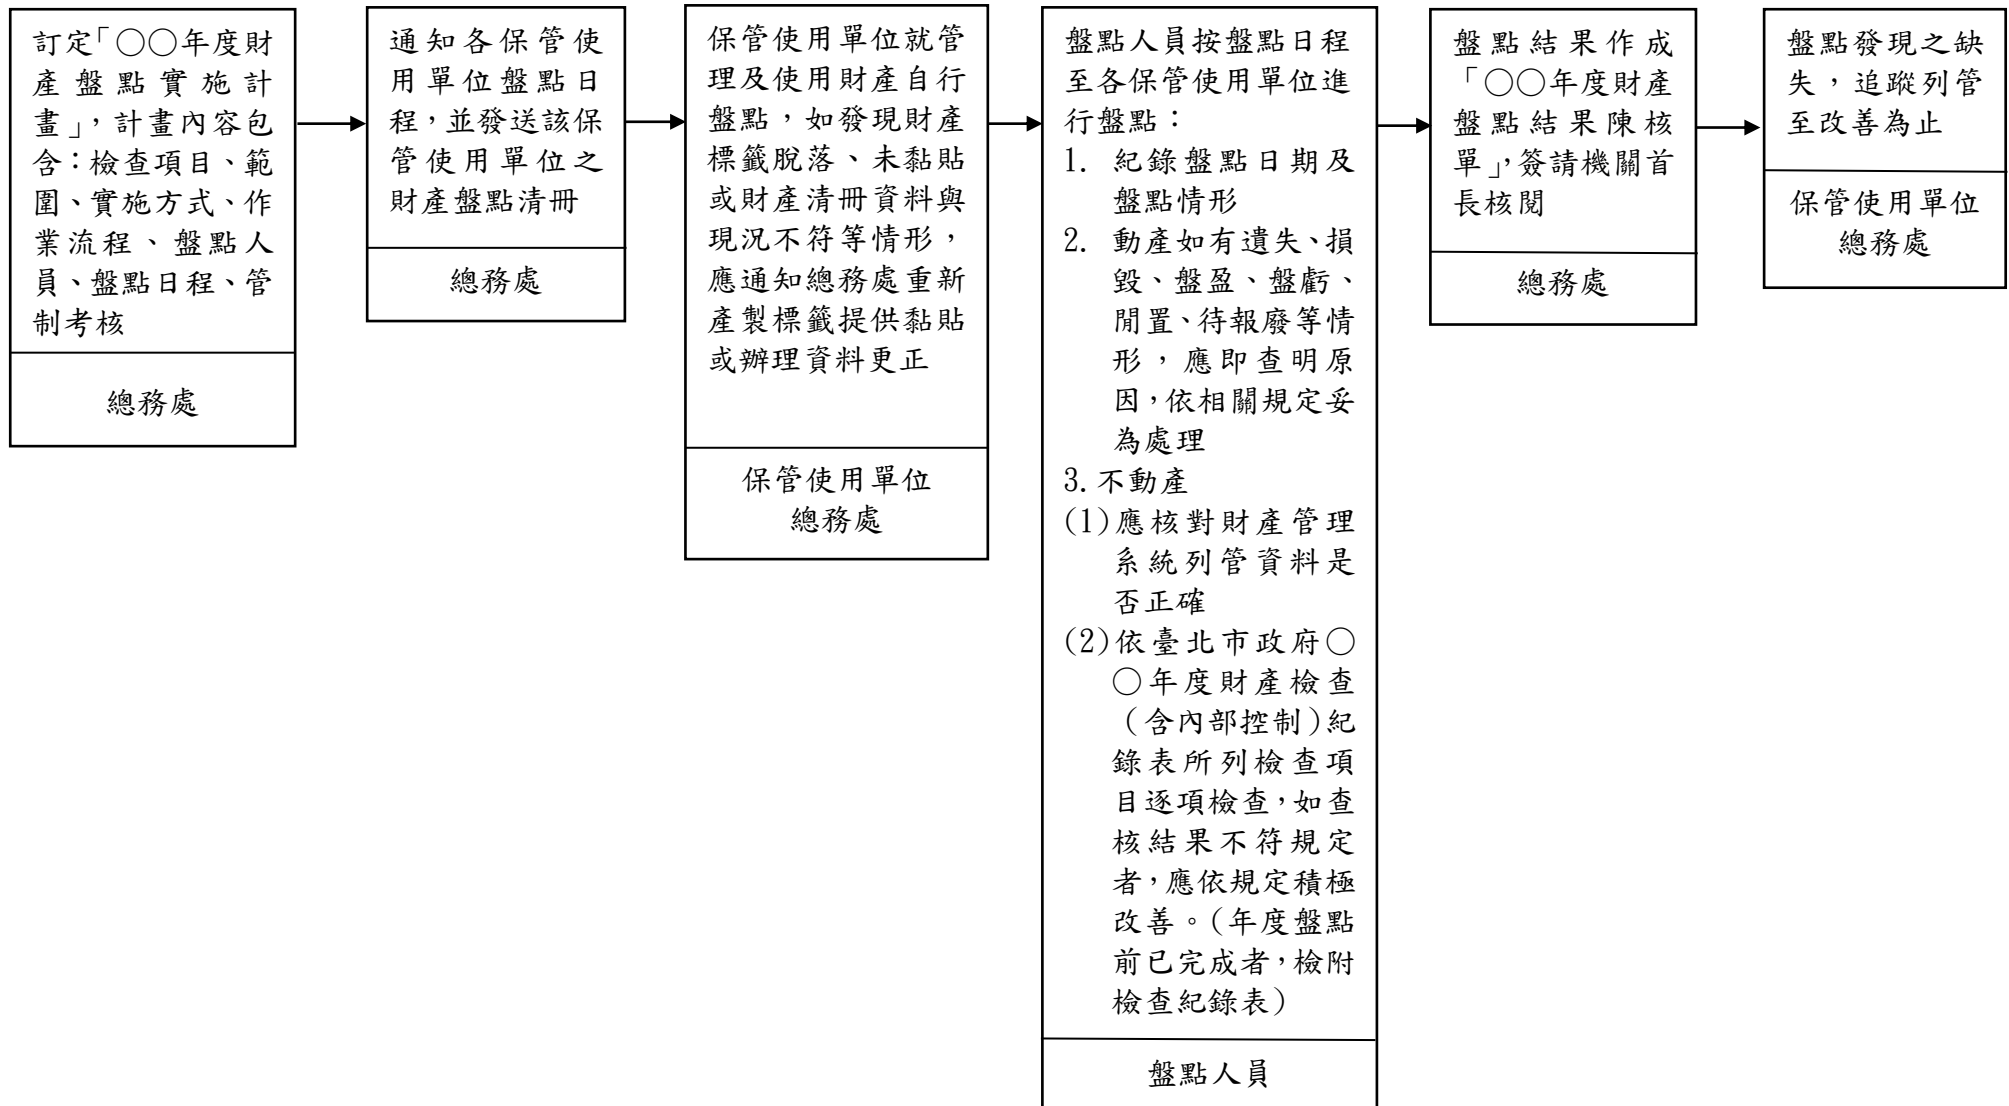 訂定「○○年度財
產盤點實施計
畫」，計畫內容包
含：檢查項目、範
圍、實施方式、作
業流程、盤點人
員、盤點日程、管
制考核
總務處
通知各保管使
用單位盤點日
程，並發送該保
管使用單位之
財產盤點清冊
總務處
保管使用單位就管
理及使用財產自行
盤點，如發現財產
標籤脫落、未黏貼
或財產清冊資料與
現況不符等情形，
應通知總務處重新
產製標籤提供黏貼
或辦理資料更正
保管使用單位
總務處
盤點人員按盤點日程
至各保管使用單位進
行盤點：
1. 紀錄盤點日期及
盤點情形
2. 動產如有遺失、損
毀、盤盈、盤虧、
閒置、待報廢等情
形，應即查明原
因，依相關規定妥
為處理
3. 不動產
(1)應核對財產管理
系統列管資料是
否正確
(2)依臺北市政府○
○年度財產檢查
（含內部控制）紀
錄表所列檢查項
目逐項檢查，如查
核結果不符規定
者，應依規定積極
改善。（年度盤點
前已完成者，檢附
檢查紀錄表）
盤點人員
盤點結果作成
「○○年度財產
盤點結果陳核
單」，簽請機關首
長核閱
總務處
盤點發現之缺
失，追蹤列管
至改善為止
保管使用單位
總務處